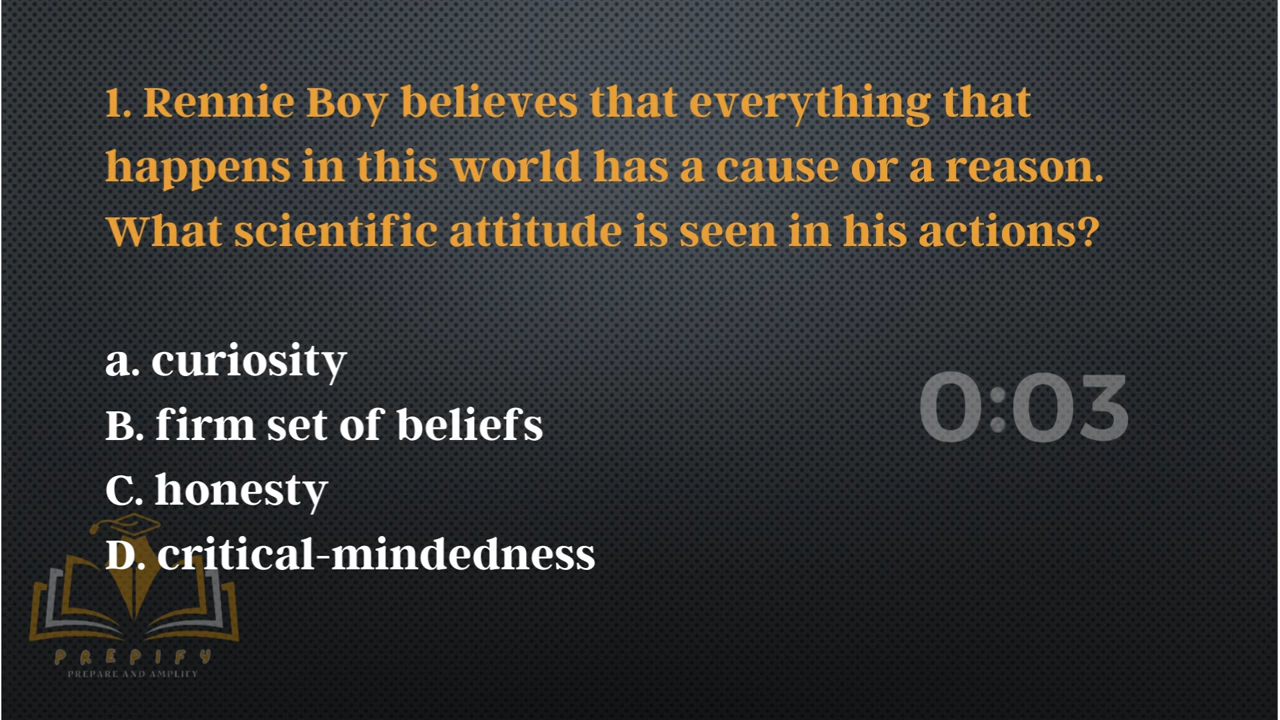 1. Rennie Boy believes that everything that
happens in this world has a cause or a reason.
What scientific attitude is seen in his actions?
a. curiosity
B. firm set of beliefs
0:03
C. honesty
D. critical-mindedness
PREPIFY
PREPARE AND AMPLIFY